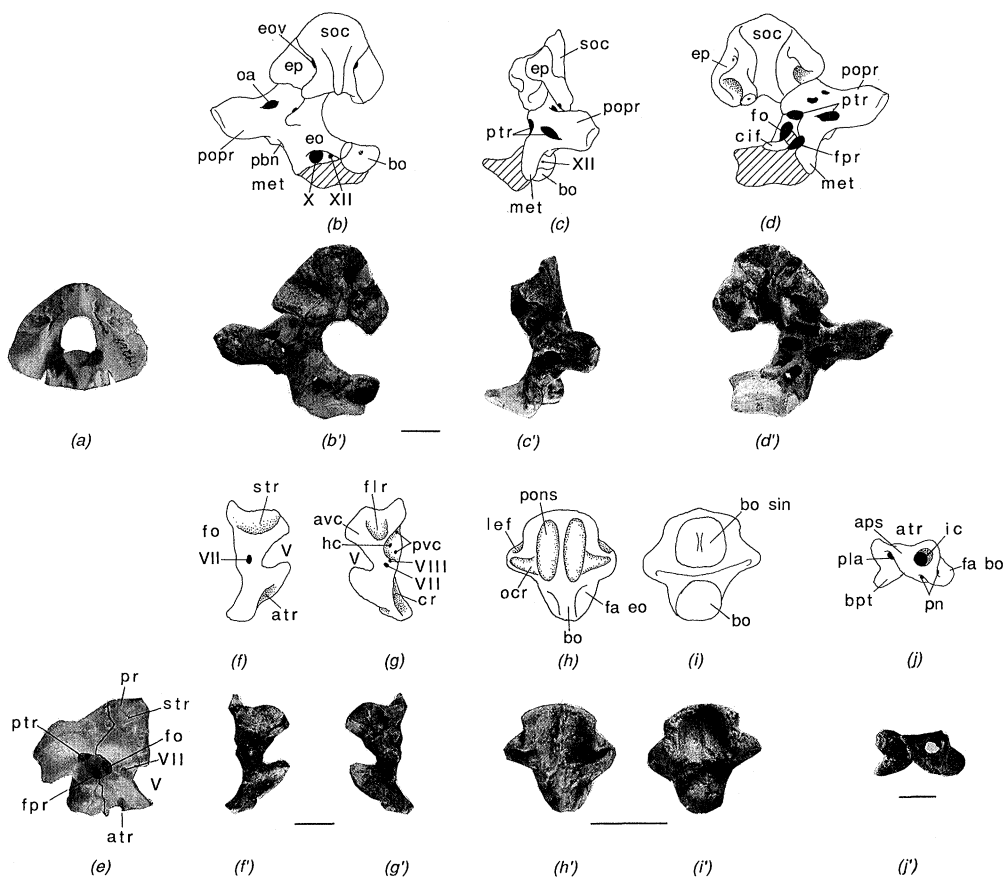 eov
soc
ep
oa
popr
pbn
eo
bo
met
X
XII
(b)
soc
ep
popr
ptr
XII
bo
met
(c)
ep
soc
popr
ptr
fo
cif
fpr
met
(d)
(a)
(b')
(c')
(d')
str
fo
VII
V
atr
(f)
flr
avc
hc
pvc
V
VIII
VII
cr
(g)
pons
lef
ocr
fa eo
bo
(h)
bo sin
bo
(i)
aps
atr
ic
pla
fa bo
bpt
pn
(j)
pr
str
ptr
fo
VII
V
fpr
atr
(e)
(f')
(g')
(h')
(i')
(j')